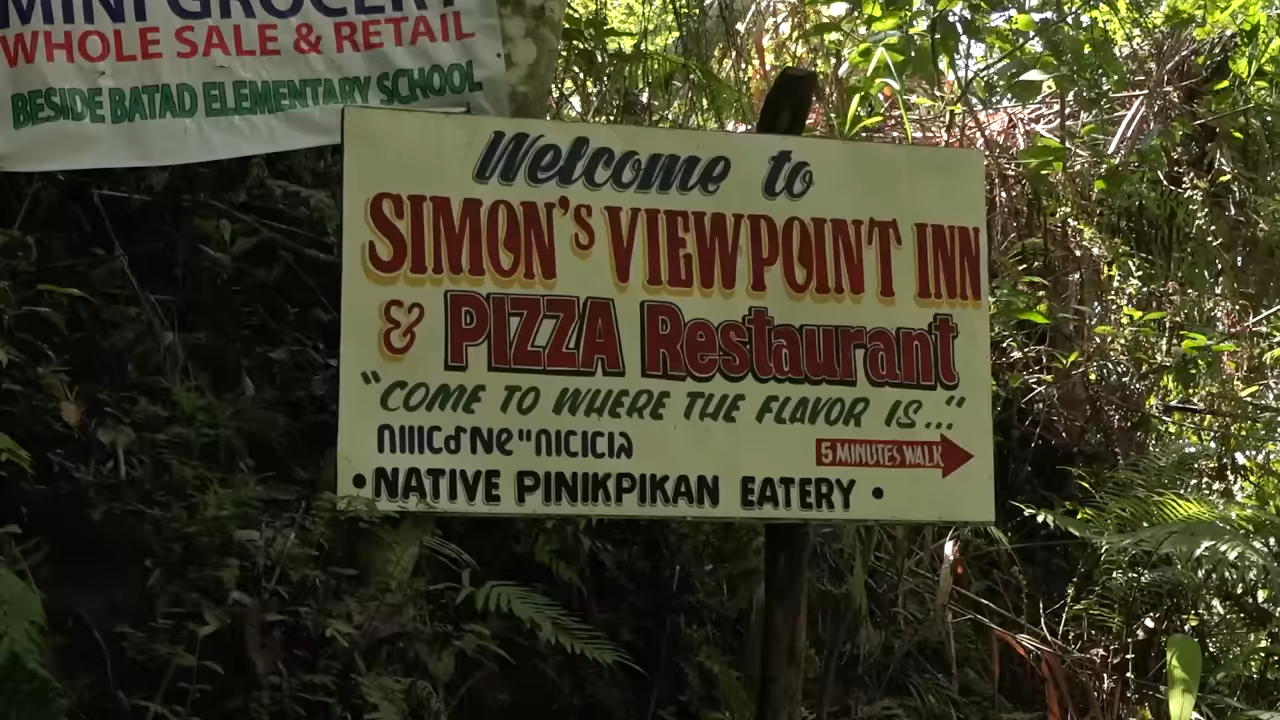 MINI GROCERY
WHOLE SALE & RETAIL
BESIDE BATAD ELEMENTARY SCHOOL
Welcome to
SIMON'S VIEWPOINT INN
& PIZZA Restaurant
"COME TO WHERE THE FLAVOR IS..."
5 MINUTES WALK
• NATIVE PINIKPIKAN EATERY •